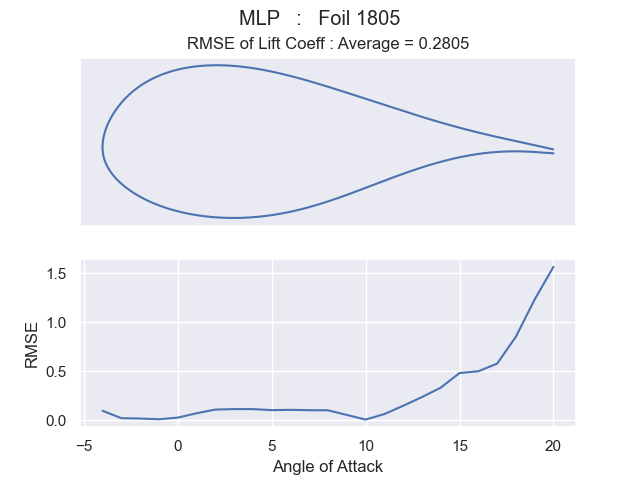 MLP : Foil 1805
RMSE of Lift Coeff : Average = 0.2805
1.5
1.0
0.5
0.0
RMSE
−5 0 5 10 15 20
Angle of Attack